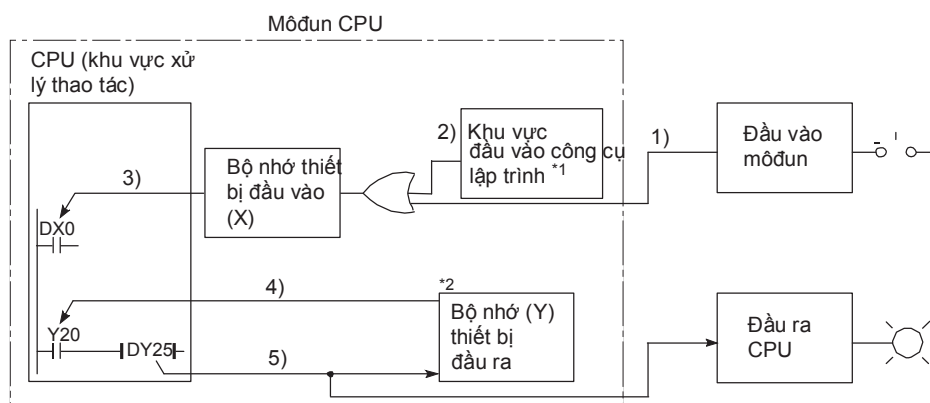 Môđun CPU
CPU (khu vực xử
lý thao tác)
2)
Khu vực
đầu vào công cụ
lập trình *1
1)
Đầu vào
môđun
Bộ nhớ thiết
bị đầu vào
(X)
3)
DX0
4)
*2
Bộ nhớ (Y)
thiết bị
đầu ra
Y20
DY25
5)
Đầu ra
CPU